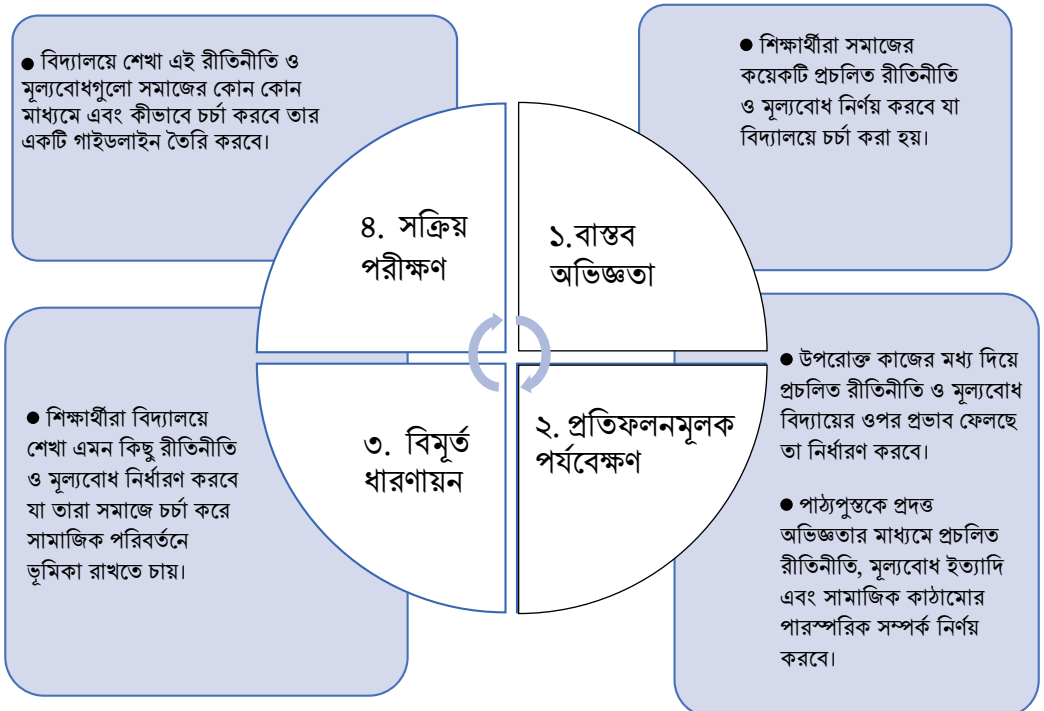 ● বিদ্যালয়ে শেখা এই রীতিনীতি ও
মূল্যবোধগুলো সমাজের কোন কোন
মাধ্যমে এবং কীভাবে চর্চা করবে তার
একটি গাইডলাইন তৈরি করবে।
● শিক্ষার্থীরা সমাজের
কয়েকটি প্রচলিত রীতিনীতি
ও মূল্যবোধ নির্ণয় করবে যা
বিদ্যালয়ে চর্চা করা হয়।
৪. সক্রিয়
পরীক্ষণ
১.বাস্তব
অভিজ্ঞতা
● শিক্ষার্থীরা বিদ্যালয়ে
শেখা এমন কিছু রীতিনীতি
ও মূল্যবোধ নির্ধারণ করবে
যা তারা সমাজে চর্চা করে
সামাজিক পরিবর্তনে
ভূমিকা রাখতে চায়।
৩. বিমূর্ত
ধারণায়ন
২. প্রতিফলনমূলক
পর্যবেক্ষণ
● উপরোক্ত কাজের মধ্য দিয়ে
প্রচলিত রীতিনীতি ও মূল্যবোধ
বিদ্যায়ের ওপর প্রভাব ফেলছে
তা নির্ধারণ করবে।
● পাঠ্যপুস্তকে প্রদত্ত
অভিজ্ঞতার মাধ্যমে প্রচলিত
রীতিনীতি, মূল্যবোধ ইত্যাদি
এবং সামাজিক কাঠামোর
পারস্পরিক সম্পর্ক নির্ণয়
করবে।